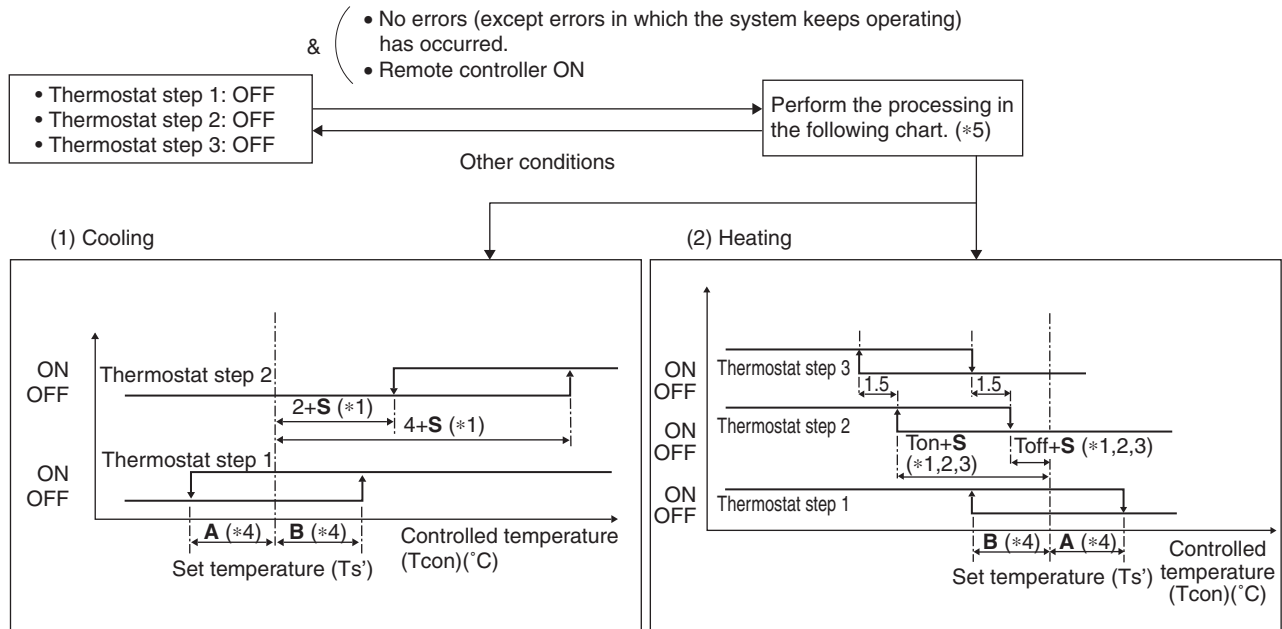 &
• No errors (except errors in which the system keeps operating)
has occurred.
• Remote controller ON
• Thermostat step 1: OFF
• Thermostat step 2: OFF
• Thermostat step 3: OFF
Perform the processing in
the following chart. (*5)
Other conditions
(1) Cooling
ON
OFF
Thermostat step 2
2+S (*1)
4+S (*1)
ON
OFF
Thermostat step 1
A (*4)
B (*4)
Controlled temperature
(Tcon)(˚C)
Set temperature (Ts')
(2) Heating
ON
OFF
Thermostat step 3
1.5
1.5
ON
OFF
Thermostat step 2
Ton+S
(*1,2,3)
Toff+S (*1,2,3)
ON
OFF
Thermostat step 1
B (*4)
A (*4)
Set temperature (Ts')
Controlled
temperature
(Tcon)(˚C)